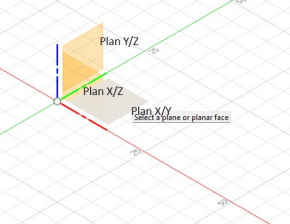 Plan Y/Z
Plan X/Z
Plan X/Y
Select a plane or planar face